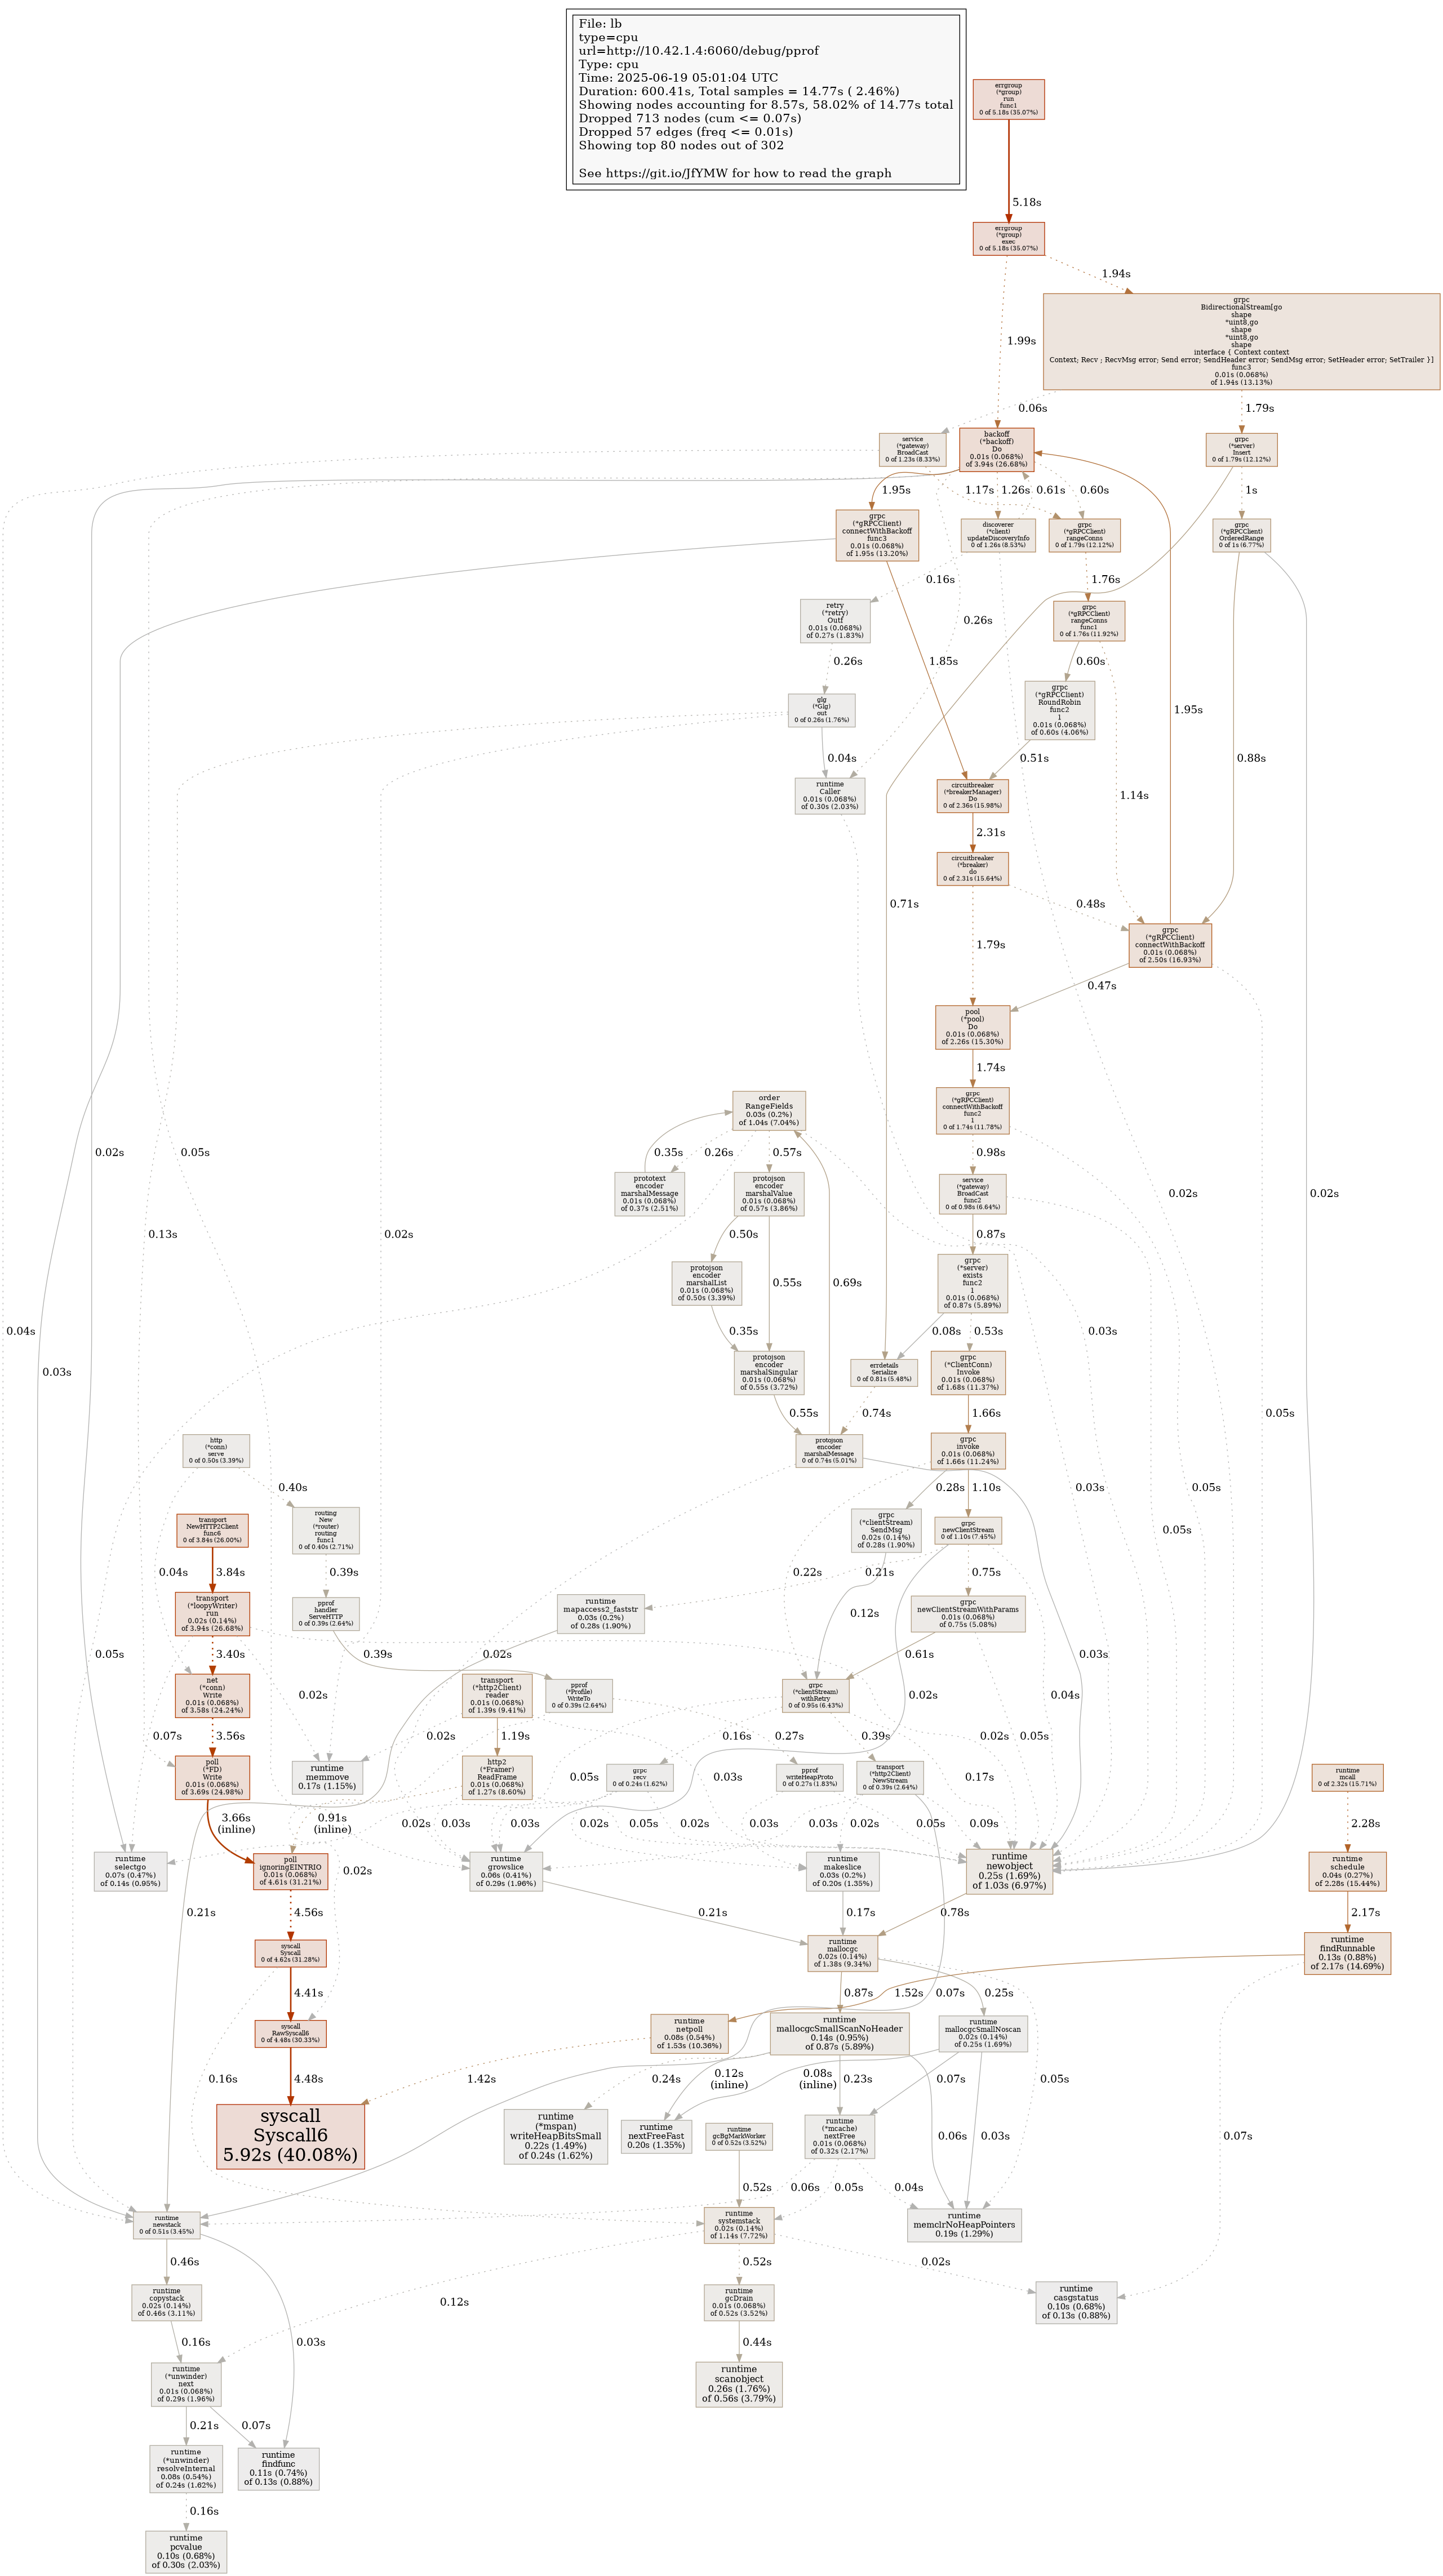 File: lb
type=cpu
url=http://10.42.1.4:6060/debug/pprof
Type: cpu
Time: 2025-06-19 05:01:04 UTC
Duration: 600.41s, Total samples = 14.77s ( 2.46%)
Showing nodes accounting for 8.57s, 58.02% of 14.77s total
Dropped 713 nodes (cum <= 0.07s)
Dropped 57 edges (freq <= 0.01s)
Showing top 80 nodes out of 302
See https://git.io/JfYMW for how to read the graph
errgroup
(*group)
run
func1
0 of 5.18s (35.07%)
5.18s
errgroup
(*group)
exec
0 of 5.18s (35.07%)
1.94s
1.99s
grpc
BidirectionalStream[go
shape
*uint8,go
shape
*uint8,go
shape
interface { Context context
Context; Recv ; RecvMsg error; Send error; SendHeader error; SendMsg error; SetHeader error; SetTrailer }]
func3
0.01s (0.068%)
of 1.94s (13.13%)
0.06s
1.79s
service
(*gateway)
BroadCast
0 of 1.23s (8.33%)
backoff
(*backoff)
Do
0.01s (0.068%)
of 3.94s (26.68%)
grpc
(*server)
Insert
0 of 1.79s (12.12%)
1.95s
1.17s
1.26s
0.61s
0.60s
1s
grpc
(*gRPCClient)
connectWithBackoff
func3
0.01s (0.068%)
of 1.95s (13.20%)
discoverer
(*client)
updateDiscoveryInfo
0 of 1.26s (8.53%)
grpc
(*gRPCClient)
rangeConns
0 of 1.79s (12.12%)
grpc
(*gRPCClient)
OrderedRange
0 of 1s (6.77%)
0.16s
1.76s
retry
(*retry)
Outf
0.01s (0.068%)
of 0.27s (1.83%)
0.26s
grpc
(*gRPCClient)
rangeConns
func1
0 of 1.76s (11.92%)
0.26s
1.85s
0.60s
glg
(*Glg)
out
0 of 0.26s (1.76%)
grpc
(*gRPCClient)
RoundRobin
func2
1
0.01s (0.068%)
of 0.60s (4.06%)
1.95s
0.04s
0.51s
0.88s
runtime
Caller
0.01s (0.068%)
of 0.30s (2.03%)
circuitbreaker
(*breakerManager)
Do
0 of 2.36s (15.98%)
1.14s
2.31s
circuitbreaker
(*breaker)
do
0 of 2.31s (15.64%)
0.71s
0.48s
1.79s
grpc
(*gRPCClient)
connectWithBackoff
0.01s (0.068%)
of 2.50s (16.93%)
0.47s
pool
(*pool)
Do
0.01s (0.068%)
of 2.26s (15.30%)
1.74s
order
RangeFields
0.03s (0.2%)
of 1.04s (7.04%)
grpc
(*gRPCClient)
connectWithBackoff
func2
1
0 of 1.74s (11.78%)
0.02s
0.05s
0.35s
0.26s
0.57s
0.98s
prototext
encoder
marshalMessage
0.01s (0.068%)
of 0.37s (2.51%)
protojson
encoder
marshalValue
0.01s (0.068%)
of 0.57s (3.86%)
service
(*gateway)
BroadCast
func2
0 of 0.98s (6.64%)
0.02s
0.02s
0.13s
0.02s
0.50s
0.87s
protojson
encoder
marshalList
0.01s (0.068%)
of 0.50s (3.39%)
0.55s
0.69s
grpc
(*server)
exists
func2
1
0.01s (0.068%)
of 0.87s (5.89%)
0.04s
0.35s
0.08s
0.53s
0.03s
0.03s
protojson
encoder
marshalSingular
0.01s (0.068%)
of 0.55s (3.72%)
errdetails
Serialize
0 of 0.81s (5.48%)
grpc
(*ClientConn)
Invoke
0.01s (0.068%)
of 1.68s (11.37%)
0.55s
0.74s
1.66s
0.05s
http
(*conn)
serve
0 of 0.50s (3.39%)
protojson
encoder
marshalMessage
0 of 0.74s (5.01%)
grpc
invoke
0.01s (0.068%)
of 1.66s (11.24%)
0.40s
0.28s
1.10s
0.03s
0.05s
transport
NewHTTP2Client
func6
0 of 3.84s (26.00%)
routing
New
(*router)
routing
func1
0 of 0.40s (2.71%)
grpc
(*clientStream)
SendMsg
0.02s (0.14%)
of 0.28s (1.90%)
grpc
newClientStream
0 of 1.10s (7.45%)
0.05s
0.04s
3.84s
0.39s
0.22s
0.21s
0.75s
transport
(*loopyWriter)
run
0.02s (0.14%)
of 3.94s (26.68%)
pprof
handler
ServeHTTP
0 of 0.39s (2.64%)
runtime
mapaccess2_faststr
0.03s (0.2%)
of 0.28s (1.90%)
0.12s
grpc
newClientStreamWithParams
0.01s (0.068%)
of 0.75s (5.08%)
0.05s
3.40s
0.39s
0.02s
0.61s
0.03s
net
(*conn)
Write
0.01s (0.068%)
of 3.58s (24.24%)
0.02s
transport
(*http2Client)
reader
0.01s (0.068%)
of 1.39s (9.41%)
pprof
(*Profile)
WriteTo
0 of 0.39s (2.64%)
grpc
(*clientStream)
withRetry
0 of 0.95s (6.43%)
0.02s
0.04s
0.07s
3.56s
0.02s
1.19s
0.16s
0.27s
0.39s
0.02s
0.05s
poll
(*FD)
Write
0.01s (0.068%)
of 3.69s (24.98%)
runtime
memmove
0.17s (1.15%)
http2
(*Framer)
ReadFrame
0.01s (0.068%)
of 1.27s (8.60%)
0.05s
grpc
recv
0 of 0.24s (1.62%)
0.03s
pprof
writeHeapProto
0 of 0.27s (1.83%)
transport
(*http2Client)
NewStream
0 of 0.39s (2.64%)
0.17s
runtime
mcall
0 of 2.32s (15.71%)
3.66s
(inline)
0.91s
(inline)
0.02s
0.03s
0.03s
0.02s
0.05s
0.02s
0.03s
0.02s
0.05s
0.09s
2.28s
runtime
selectgo
0.07s (0.47%)
of 0.14s (0.95%)
poll
ignoringEINTRIO
0.01s (0.068%)
of 4.61s (31.21%)
0.02s
runtime
growslice
0.06s (0.41%)
of 0.29s (1.96%)
runtime
makeslice
0.03s (0.2%)
of 0.20s (1.35%)
runtime
newobject
0.25s (1.69%)
of 1.03s (6.97%)
runtime
schedule
0.04s (0.27%)
of 2.28s (15.44%)
0.21s
4.56s
0.21s
0.17s
0.78s
2.17s
syscall
Syscall
0 of 4.62s (31.28%)
runtime
mallocgc
0.02s (0.14%)
of 1.38s (9.34%)
runtime
findRunnable
0.13s (0.88%)
of 2.17s (14.69%)
4.41s
0.87s
1.52s
0.07s
0.25s
syscall
RawSyscall6
0 of 4.48s (30.33%)
runtime
netpoll
0.08s (0.54%)
of 1.53s (10.36%)
runtime
mallocgcSmallScanNoHeader
0.14s (0.95%)
of 0.87s (5.89%)
runtime
mallocgcSmallNoscan
0.02s (0.14%)
of 0.25s (1.69%)
0.16s
4.48s
1.42s
0.24s
0.12s
(inline)
0.08s
(inline)
0.23s
0.07s
0.05s
syscall
Syscall6
5.92s (40.08%)
runtime
(*mspan)
writeHeapBitsSmall
0.22s (1.49%)
of 0.24s (1.62%)
runtime
nextFreeFast
0.20s (1.35%)
runtime
gcBgMarkWorker
0 of 0.52s (3.52%)
runtime
(*mcache)
nextFree
0.01s (0.068%)
of 0.32s (2.17%)
0.06s
0.03s
0.07s
0.52s
0.06s
0.05s
0.04s
runtime
newstack
0 of 0.51s (3.45%)
runtime
systemstack
0.02s (0.14%)
of 1.14s (7.72%)
runtime
memclrNoHeapPointers
0.19s (1.29%)
0.46s
0.52s
0.02s
runtime
copystack
0.02s (0.14%)
of 0.46s (3.11%)
0.12s
runtime
gcDrain
0.01s (0.068%)
of 0.52s (3.52%)
runtime
casgstatus
0.10s (0.68%)
of 0.13s (0.88%)
0.16s
0.03s
0.44s
runtime
(*unwinder)
next
0.01s (0.068%)
of 0.29s (1.96%)
runtime
scanobject
0.26s (1.76%)
of 0.56s (3.79%)
0.21s
0.07s
runtime
(*unwinder)
resolveInternal
0.08s (0.54%)
of 0.24s (1.62%)
runtime
findfunc
0.11s (0.74%)
of 0.13s (0.88%)
0.16s
runtime
pcvalue
0.10s (0.68%)
of 0.30s (2.03%)